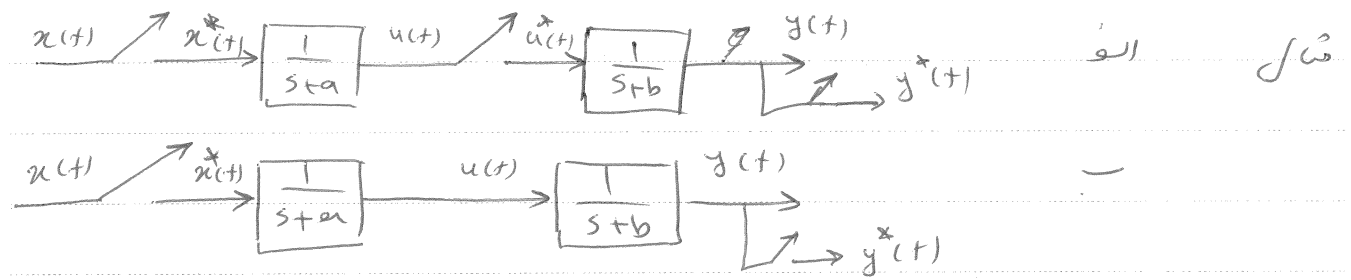 مثال الف x(t) x*(t) 1/(s+a) u(t) u*(t) 1/(s+b) y(t) y*(t)
ب x(t) x*(t) 1/(s+a) u(t) 1/(s+b) y(t) y*(t)